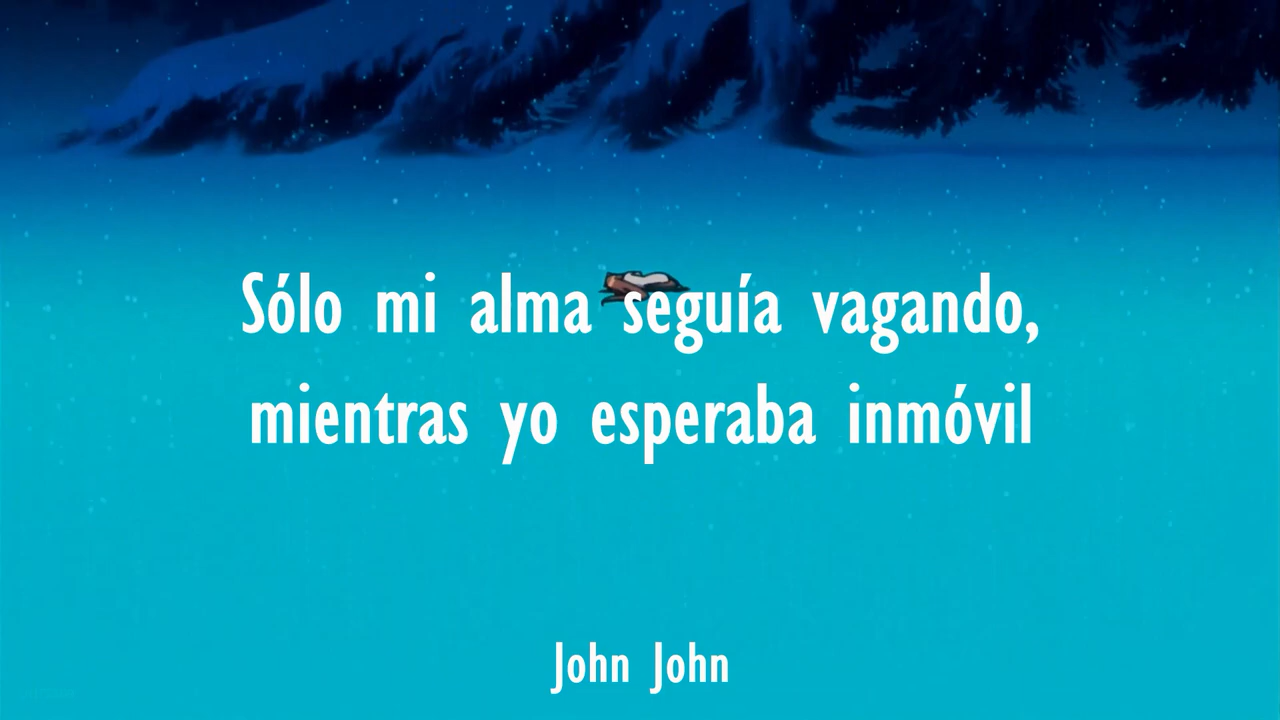 Sólo mi alma seguía vagando,
mientras yo esperaba inmóvil
John John